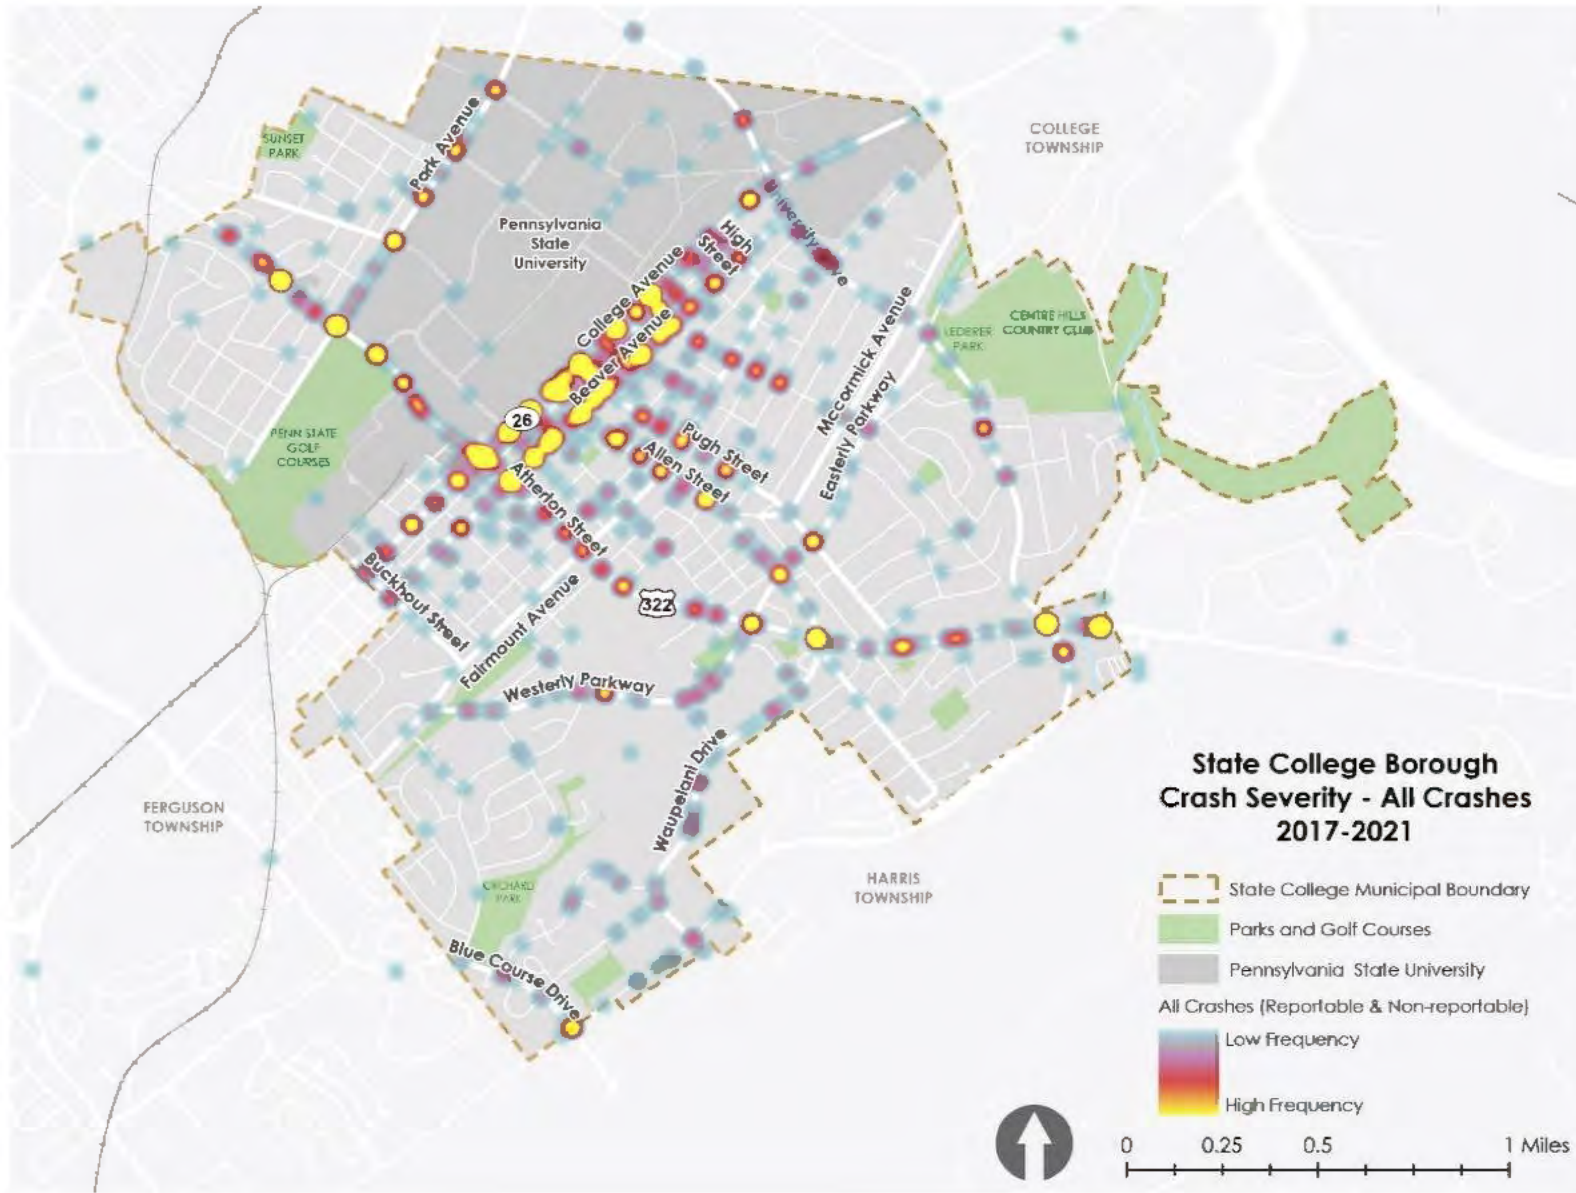 Park Avenue
SUNSET
PARK
COLLEGE
TOWNSHIP
Pennsylvania
State
University
University Drive
High
Street
College Avenue
Beaver Avenue
Mccormick Avenue
Easterly Parkway
LEDERER
PARK
CENTRE HILLS
COUNTRY CLUB
PENN STATE
GOLF
COURSES
26
Pugh Street
Allen Street
Atherton Street
Buckhout Street
Fairmount Avenue
322
Westerly Parkway
Waupelani Drive
FERGUSON
TOWNSHIP
HARRIS
TOWNSHIP
ORCHARD
PARK
Blue Course Drive
State College Borough
Crash Severity - All Crashes
2017-2021
State College Municipal Boundary
Parks and Golf Courses
Pennsylvania State University
All Crashes (Reportable & Non-reportable)
Low Frequency
High Frequency
0 0.25 0.5 1 Miles